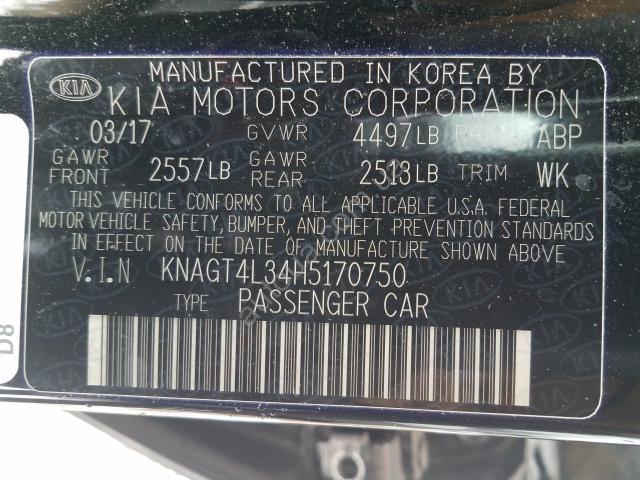 MANUFACTURED IN KOREA BY
KIA KIA MOTORS CORPORATION
03/17 GVWR 4497LB PAINT ABP
GAWR FRONT 2557LB GAWR REAR 2513LB TRIM WK
THIS VEHICLE CONFORMS TO ALL APPLICABLE U.S.A. FEDERAL
MOTOR VEHICLE SAFETY, BUMPER, AND THEFT PREVENTION STANDARDS
IN EFFECT ON THE DATE OF MANUFACTURE SHOWN ABOVE
V.I.N KNAGT4L34H5170750
TYPE PASSENGER CAR
D8